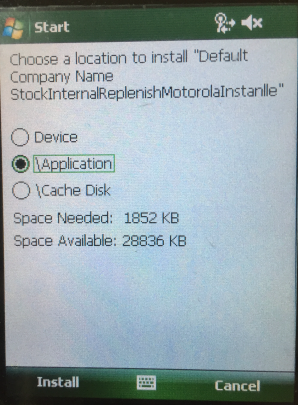 Start
Choose a location to install "Default
Company Name
StockInternalReplenishMotorolaInstanlle"
Device
\Application
\Cache Disk
Space Needed: 1852 KB
Space Available: 28836 KB
Install
Cancel